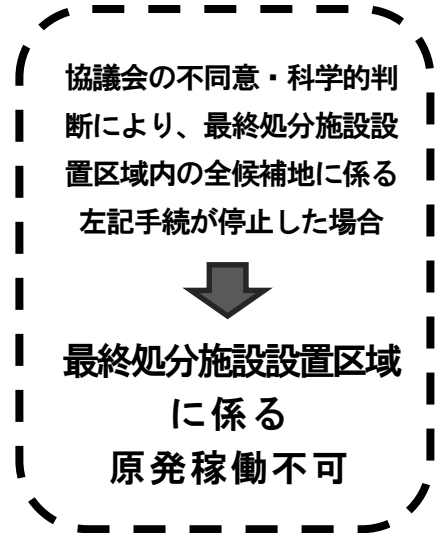 協議会の不同意・科学的判
断により、最終処分施設設
置区域内の全候補地に係る
左記手続が停止した場合
最終処分施設設置区域
に係る
原発稼働不可